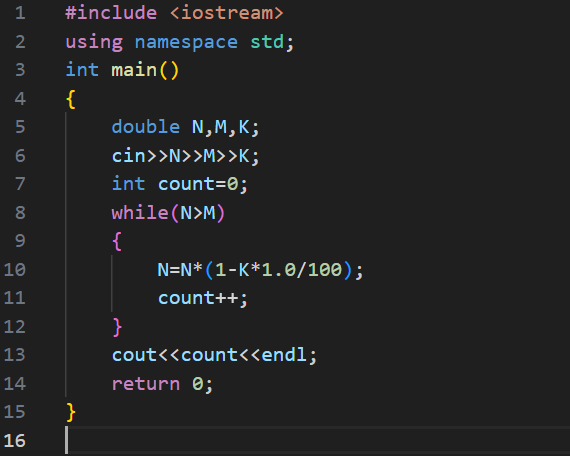 1 #include <iostream>
2 using namespace std;
3 int main()
4 {
5     double N,M,K;
6     cin>>N>>M>>K;
7     int count=0;
8     while(N>M)
9     {
10         N=N*(1-K*1.0/100);
11         count++;
12     }
13     cout<<count<<endl;
14     return 0;
15 }
16